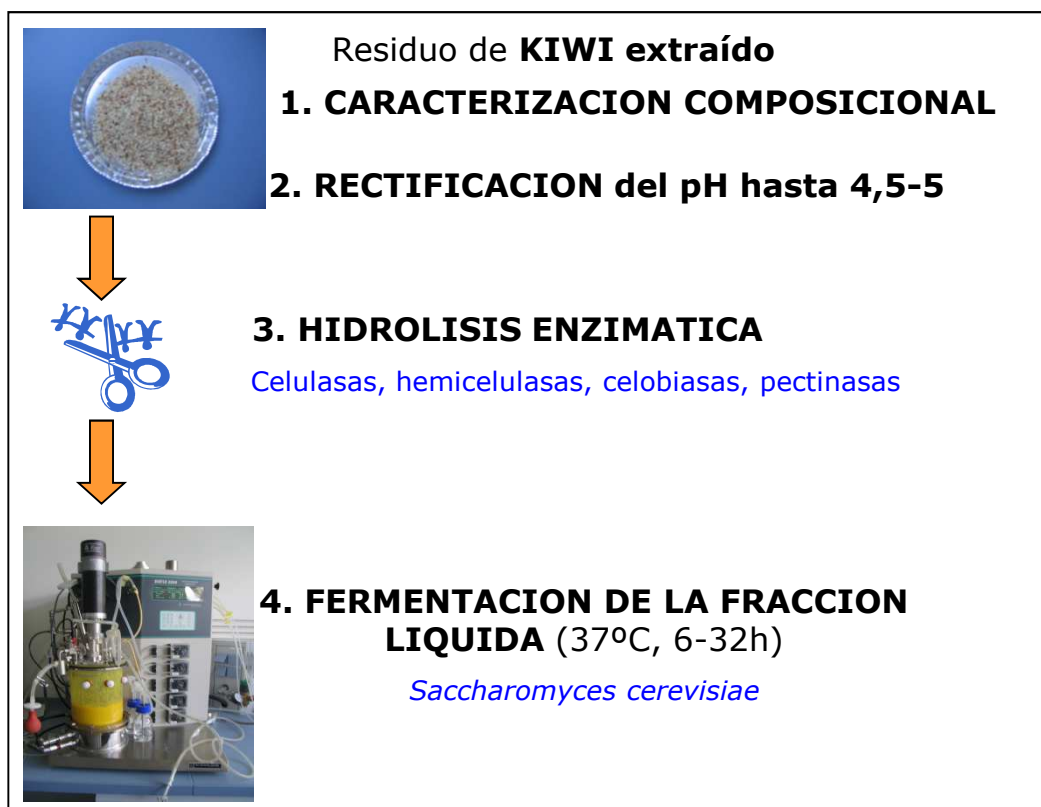 Residuo de KIWI extraído
1. CARACTERIZACION COMPOSICIONAL
2. RECTIFICACION del pH hasta 4,5-5
3. HIDROLISIS ENZIMATICA
Celulasas, hemicelulasas, celobiasas, pectinasas
4. FERMENTACION DE LA FRACCION
LIQUIDA (37ºC, 6-32h)
Saccharomyces cerevisiae